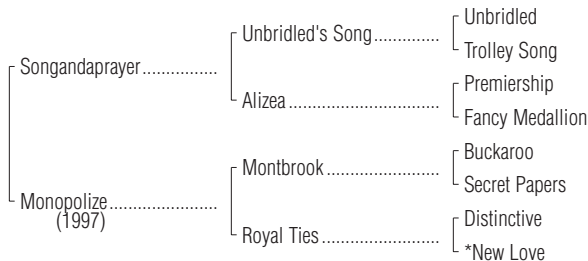 Unbridled
Unbridled's Song
Trolley Song
Songandaprayer
Premiership
Alizea
Fancy Medallion
Buckaroo
Montbrook
Secret Papers
Monopolize
(1997)
Distinctive
Royal Ties
*New Love